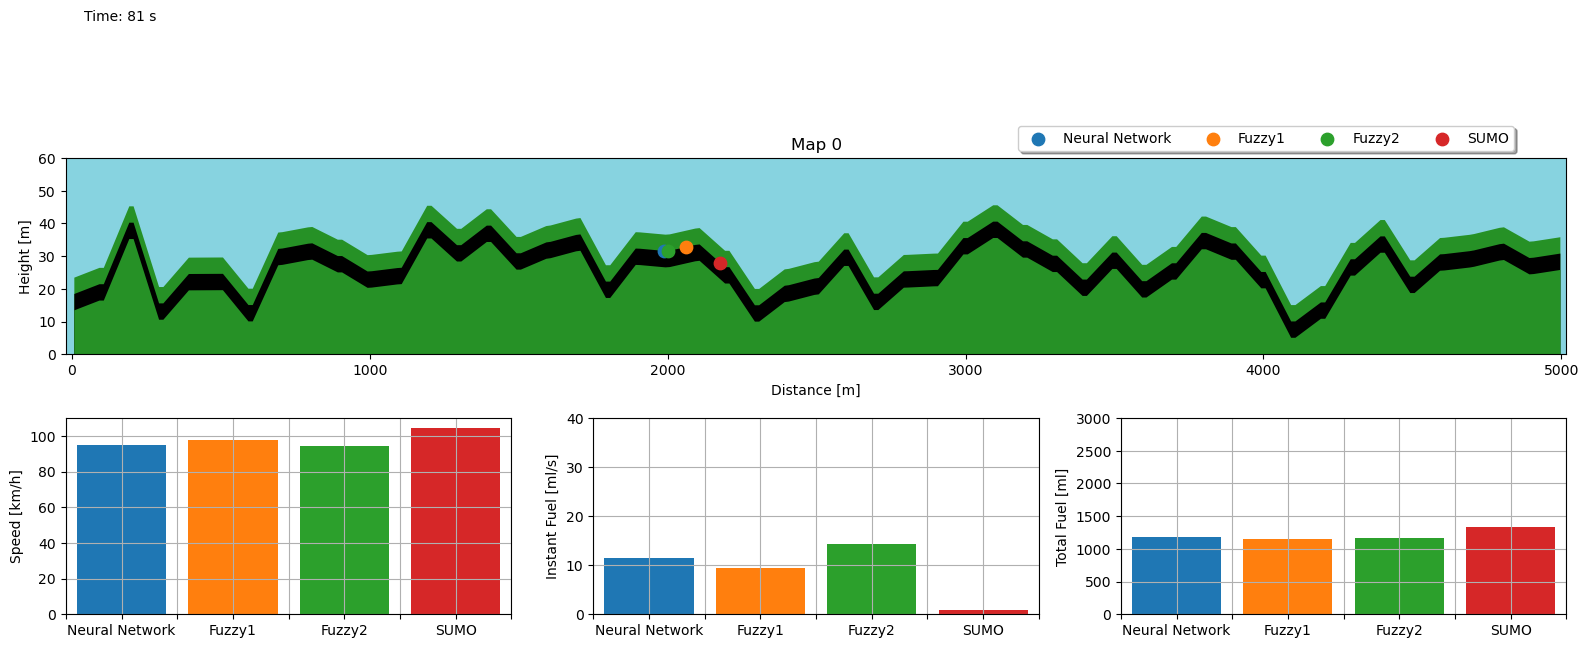 Time: 81 s
Map 0
Neural Network Fuzzy1 Fuzzy2 SUMO
Height [m]
60
50
40
30
20
10
0
0 1000 2000 3000 4000 5000
Distance [m]
Speed [km/h]
100
80
60
40
20
0
Neural Network Fuzzy1 Fuzzy2 SUMO
Instant Fuel [ml/s]
40
30
20
10
0
Neural Network Fuzzy1 Fuzzy2 SUMO
Total Fuel [ml]
3000
2500
2000
1500
1000
500
0
Neural Network Fuzzy1 Fuzzy2 SUMO